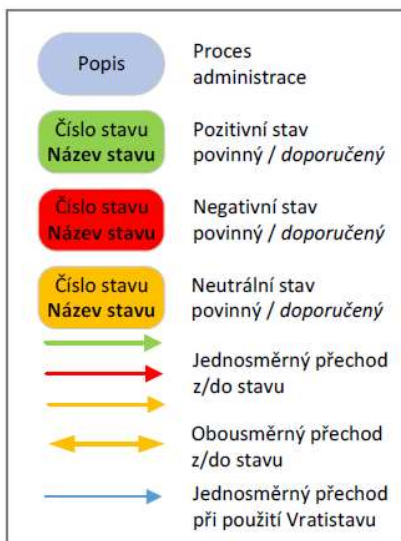 Popis
Proces
administrace
Číslo stavu
Název stavu
Pozitivní stav
povinný / doporučený
Číslo stavu
Název stavu
Negativní stav
povinný / doporučený
Číslo stavu
Název stavu
Neutrální stav
povinný / doporučený
Jednosměrný přechod
z/do stavu
Obousměrný přechod
z/do stavu
Jednosměrný přechod
při použití Vratistavu